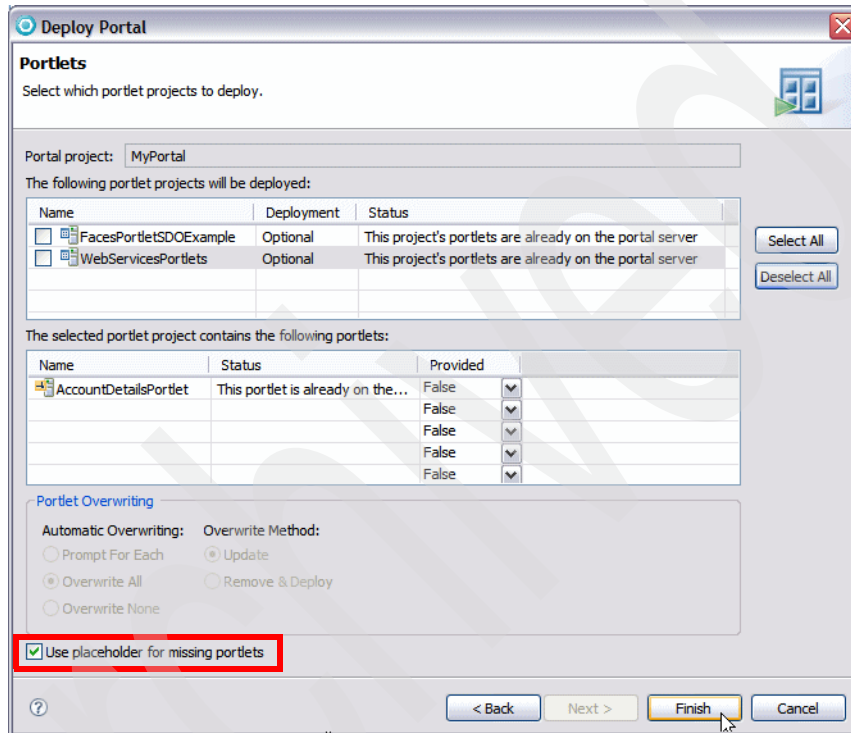 Deploy Portal
Portlets
Select which portlet projects to deploy.
Portal project: MyPortal
The following portlet projects will be deployed:
Name Deployment Status
FacesPortletSDOExample Optional This project's portlets are already on the portal server
WebServicesPortlets Optional This project's portlets are already on the portal server
Select All
Deselect All
The selected portlet project contains the following portlets:
Name Status Provided
AccountDetailsPortlet This portlet is already on the... False
False
False
False
False
Portlet Overwriting
Automatic Overwriting: Overwrite Method:
Prompt For Each Update
Overwrite All Remove & Deploy
Overwrite None
Use placeholder for missing portlets
? < Back Next > Finish Cancel